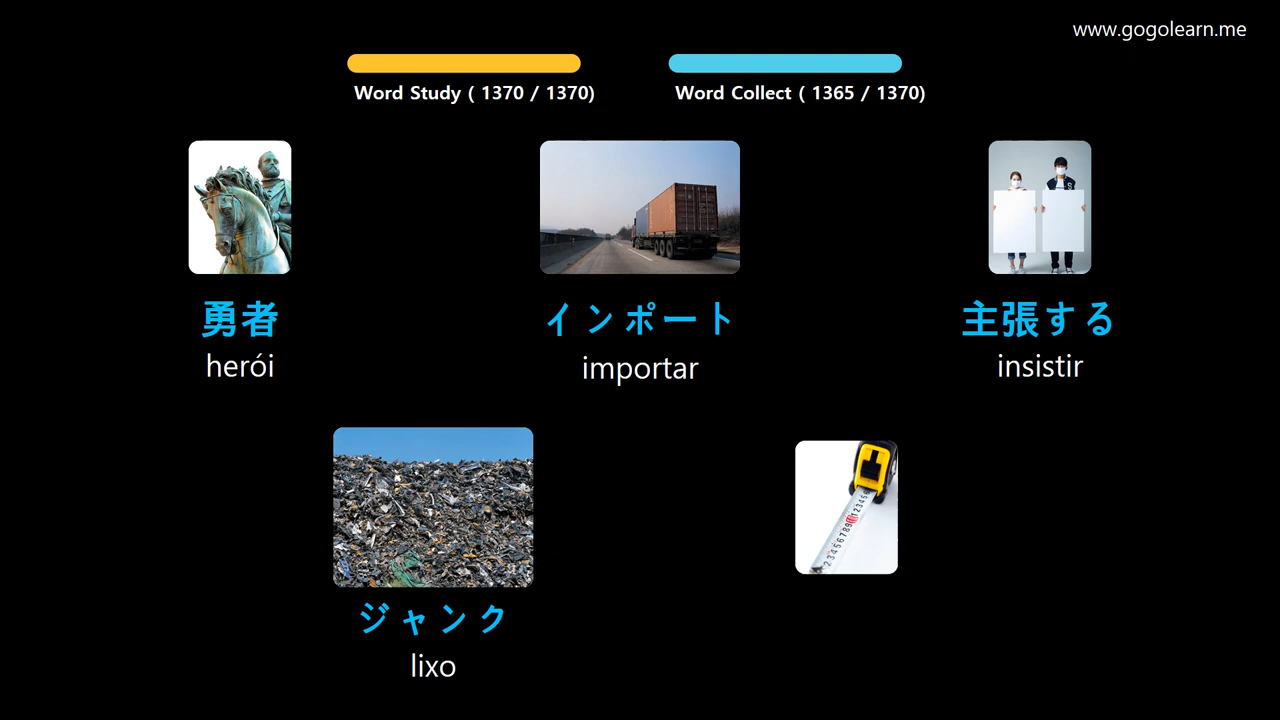 www.gogolearn.me
Word Study ( 1370 / 1370)
Word Collect ( 1365 / 1370)
勇者
herói
インポート
importar
主張する
insistir
ジャンク
lixo